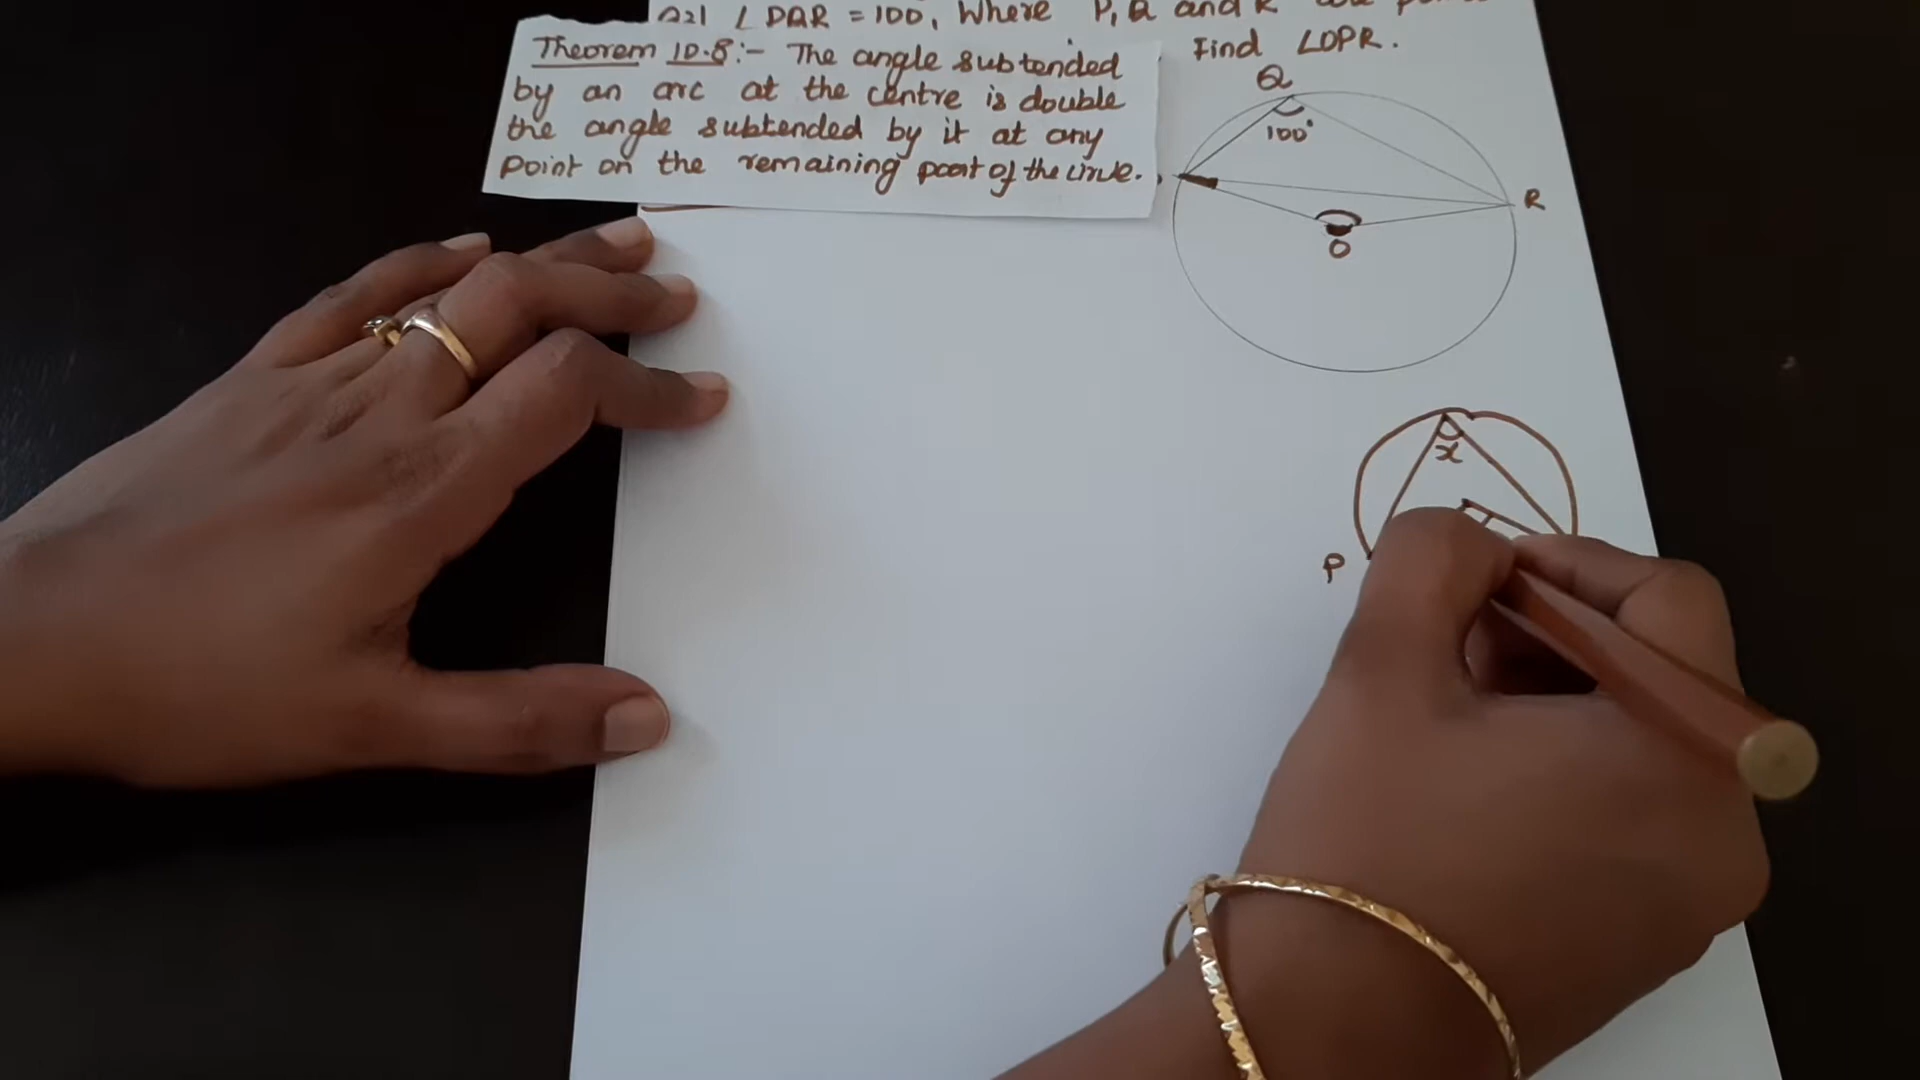 Q2) ∠PQR = 100, Where P, Q and R
Find ∠OPR.
Theorem 10.8:- The angle subtended
by an arc at the centre is double
the angle subtended by it at any
point on the remaining part of the circle.
Q
100°
R
O
x
P